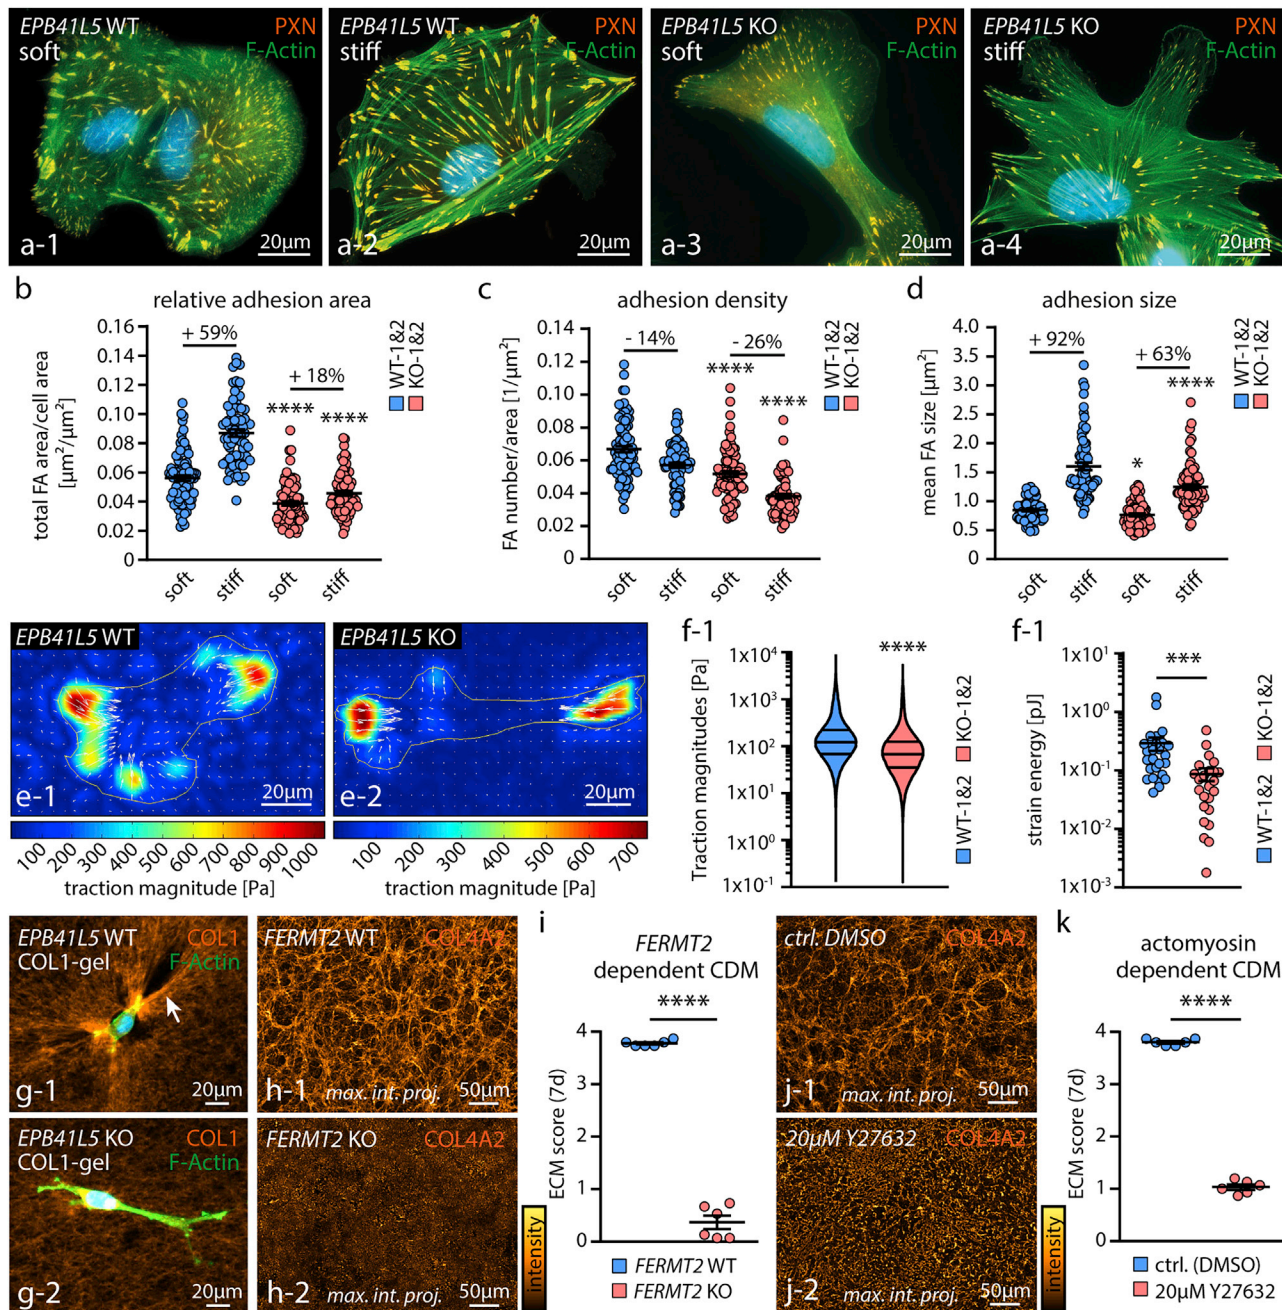 EPB41L5 WT PXN
soft F-Actin
a-1 20μm
EPB41L5 WT PXN
stiff F-Actin
a-2 20μm
EPB41L5 KO PXN
soft F-Actin
a-3 20μm
EPB41L5 KO PXN
stiff F-Actin
a-4 20μm
b relative adhesion area
total FA area/cell area
[μm²/μm²]
0.16
0.14
0.12
0.10
0.08
0.06
0.04
0.02
0
+ 59%
+ 18%
**** ****
soft stiff soft stiff
WT-1&2
KO-1&2
c adhesion density
FA number/area [1/μm²]
0.14
0.12
0.10
0.08
0.06
0.04
0.02
0
- 14% - 26%
****
****
soft stiff soft stiff
WT-1&2
KO-1&2
d adhesion size
mean FA size [μm²]
4.0
3.5
3.0
2.5
2.0
1.5
1.0
0.5
0
+ 92% + 63%
* ****
soft stiff soft stiff
WT-1&2
KO-1&2
EPB41L5 WT
e-1 20μm
100 200 300 400 500 600 700 800 900 1000
traction magnitude [Pa]
EPB41L5 KO
e-2 20μm
100 200 300 400 500 600 700
traction magnitude [Pa]
f-1
Traction magnitudes [Pa]
1x10⁴
1x10³
1x10²
1x10¹
1x10⁰
1x10⁻¹
****
WT-1&2 KO-1&2
f-1
strain energy [pJ]
1x10¹
1x10⁰
1x10⁻¹
1x10⁻²
1x10⁻³
***
WT-1&2 KO-1&2
EPB41L5 WT COL1
COL1-gel F-Actin
g-1 20μm
EPB41L5 KO COL1
COL1-gel F-Actin
g-2 20μm
FERMT2 WT COL4A2
h-1 max. int. proj. 50μm
FERMT2 KO COL4A2
h-2 max. int. proj. 50μm
intensity
i FERMT2
dependent CDM
****
ECM score (7d)
4
3
2
1
0
FERMT2 WT
FERMT2 KO
ctrl. DMSO COL4A2
j-1 max. int. proj. 50μm
20μM Y27632 COL4A2
j-2 max. int. proj. 50μm
intensity
k actomyosin
dependent CDM
****
ECM score (7d)
4
3
2
1
0
ctrl. (DMSO)
20μM Y27632